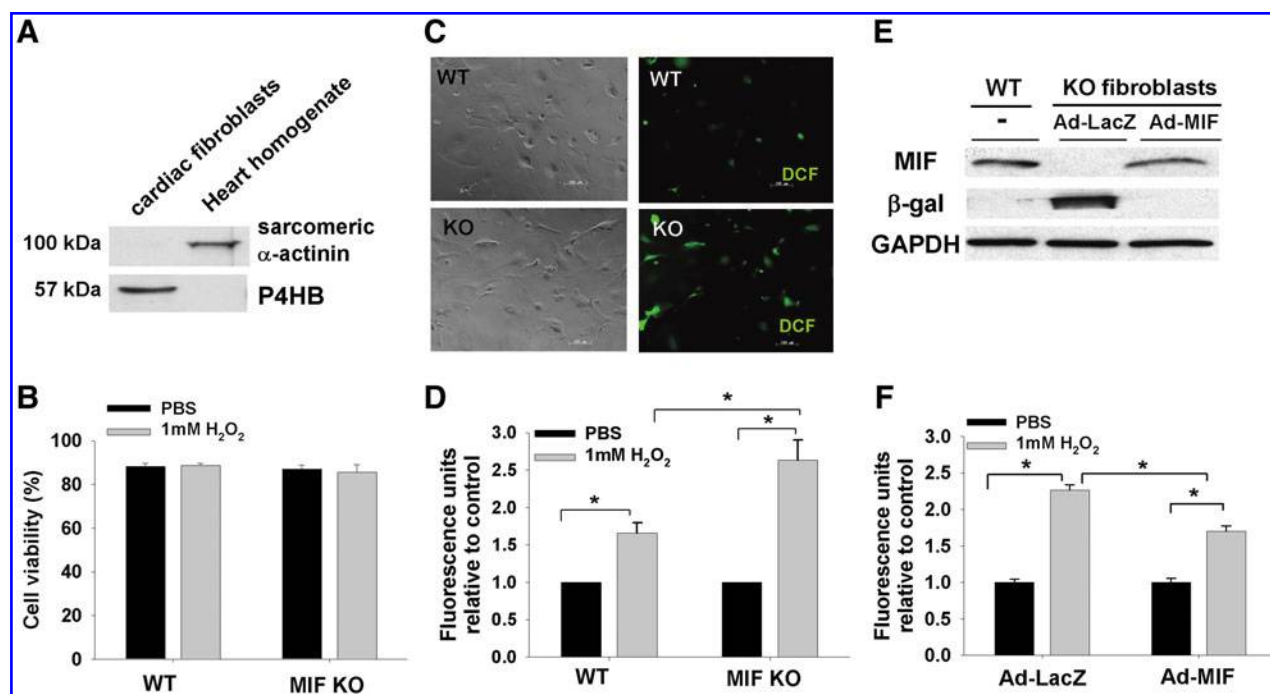 A
cardiac fibroblasts
Heart homogenate
100 kDa
sarcomeric
α-actinin
57 kDa
P4HB
B
PBS
1mM H₂O₂
Cell viability (%)
100
80
60
40
20
0
WT
MIF KO
C
WT
WT
DCF
KO
KO
DCF
D
PBS
1mM H₂O₂
Fluorescence units
relative to control
3.0
2.5
2.0
1.5
1.0
0.5
0.0
*
*
*
WT
MIF KO
E
WT
KO fibroblasts
-
Ad-LacZ
Ad-MIF
MIF
β-gal
GAPDH
F
PBS
1mM H₂O₂
Fluorescence units
relative to control
3.0
2.5
2.0
1.5
1.0
0.5
0.0
*
*
*
Ad-LacZ
Ad-MIF